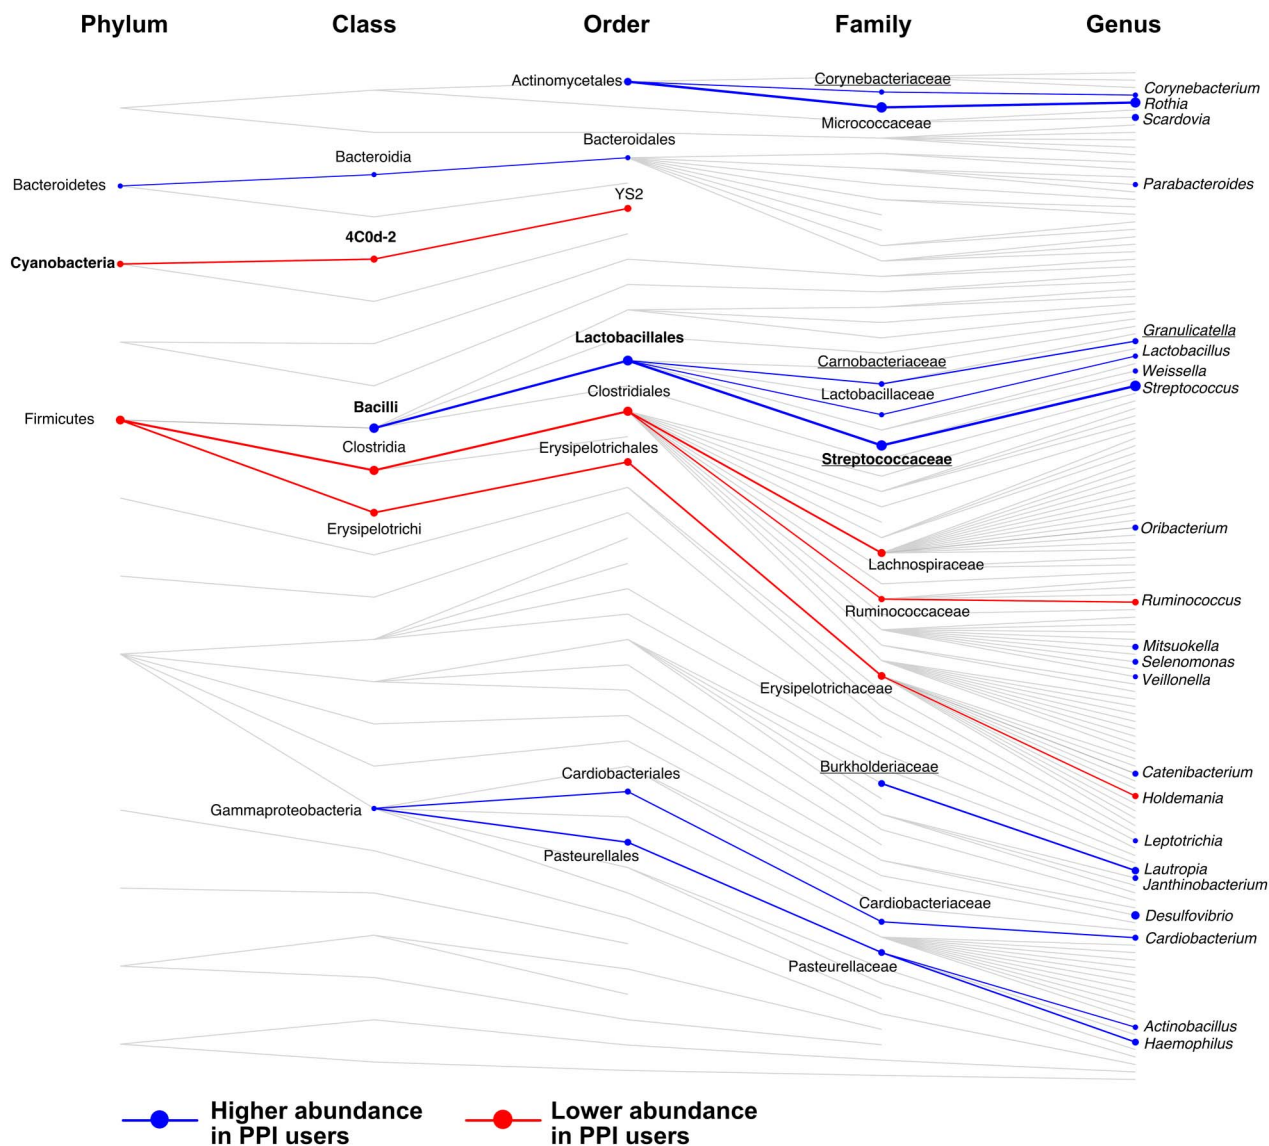 Phylum Class Order Family Genus
Actinomycetales
Corynebacteriaceae
Corynebacterium
Rothia
Micrococcaceae
Scardovia
Bacteroidales
Bacteroidia
Bacteroidetes
Parabacteroides
YS2
4C0d-2
Cyanobacteria
Granulicatella
Lactobacillales
Lactobacillus
Carnobacteriaceae
Weissella
Streptococcus
Clostridiales
Lactobacillaceae
Bacilli
Firmicutes
Clostridia
Erysipelotrichales
Streptococcaceae
Erysipelotrichi
Oribacterium
Lachnospiraceae
Ruminococcus
Ruminococcaceae
Mitsuokella
Selenomonas
Veillonella
Erysipelotrichaceae
Burkholderiaceae
Catenibacterium
Cardiobacteriales
Holdemania
Gammaproteobacteria
Leptotrichia
Pasteurellales
Lautropia
Janthinobacterium
Cardiobacteriaceae
Desulfovibrio
Cardiobacterium
Pasteurellaceae
Actinobacillus
Haemophilus
Higher abundance
in PPI users
Lower abundance
in PPI users